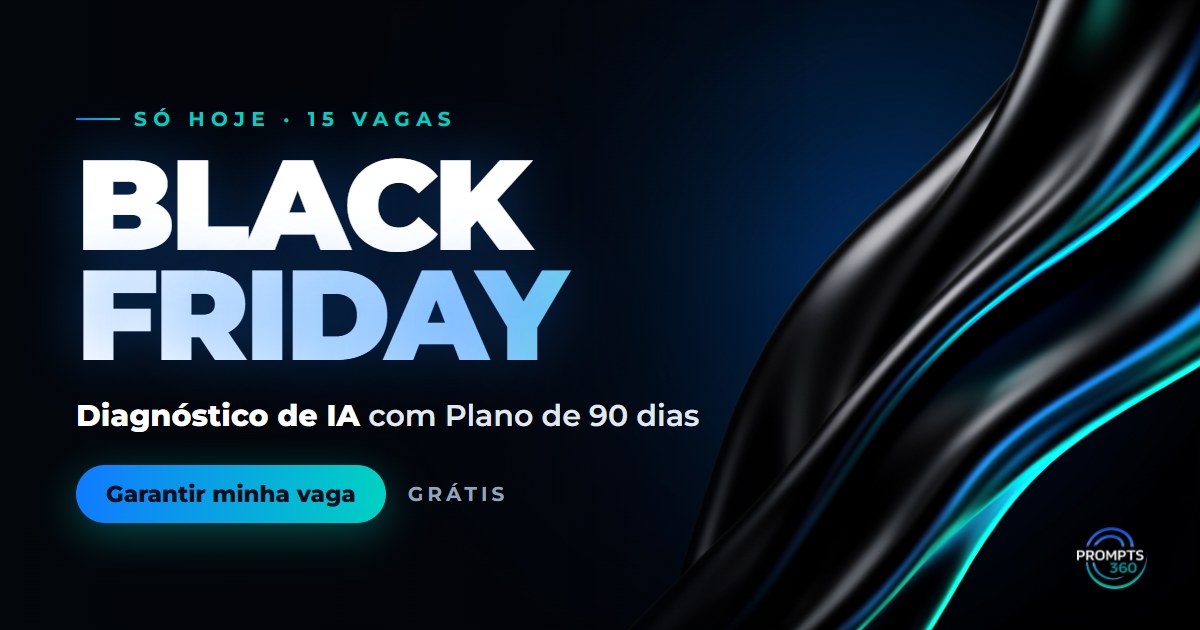 SÓ HOJE · 15 VAGAS
BLACK
FRIDAY
Diagnóstico de IA com Plano de 90 dias
Garantir minha vaga
GRÁTIS
PROMPTS
360